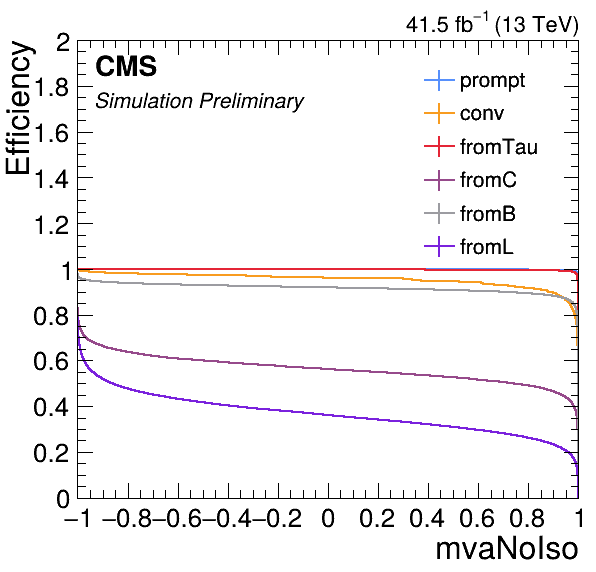 41.5 fb⁻¹ (13 TeV)
Efficiency
2
1.8
1.6
1.4
1.2
1
0.8
0.6
0.4
0.2
0
CMS
Simulation Preliminary
prompt
conv
fromTau
fromC
fromB
fromL
−1 −0.8 −0.6 −0.4 −0.2 0 0.2 0.4 0.6 0.8 1
mvaNoIso